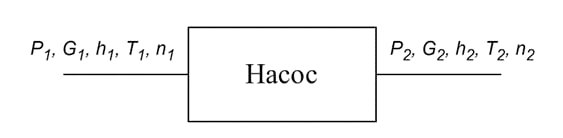 P1, G1, h1, T1, n1
P2, G2, h2, T2, n2
Насос